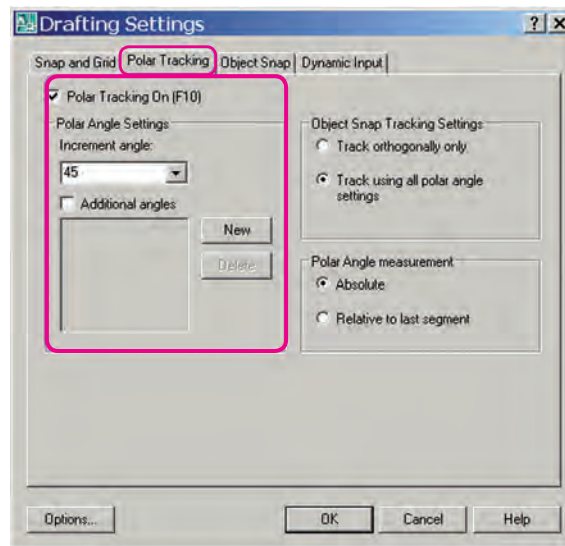 Drafting Settings
Snap and Grid Polar Tracking Object Snap Dynamic Input
Polar Tracking On (F10)
Polar Angle Settings
Increment angle:
45
Additional angles
New
Delete
Object Snap Tracking Settings
Track orthogonally only
Track using all polar angle
settings
Polar Angle measurement
Absolute
Relative to last segment
Options...
OK
Cancel
Help